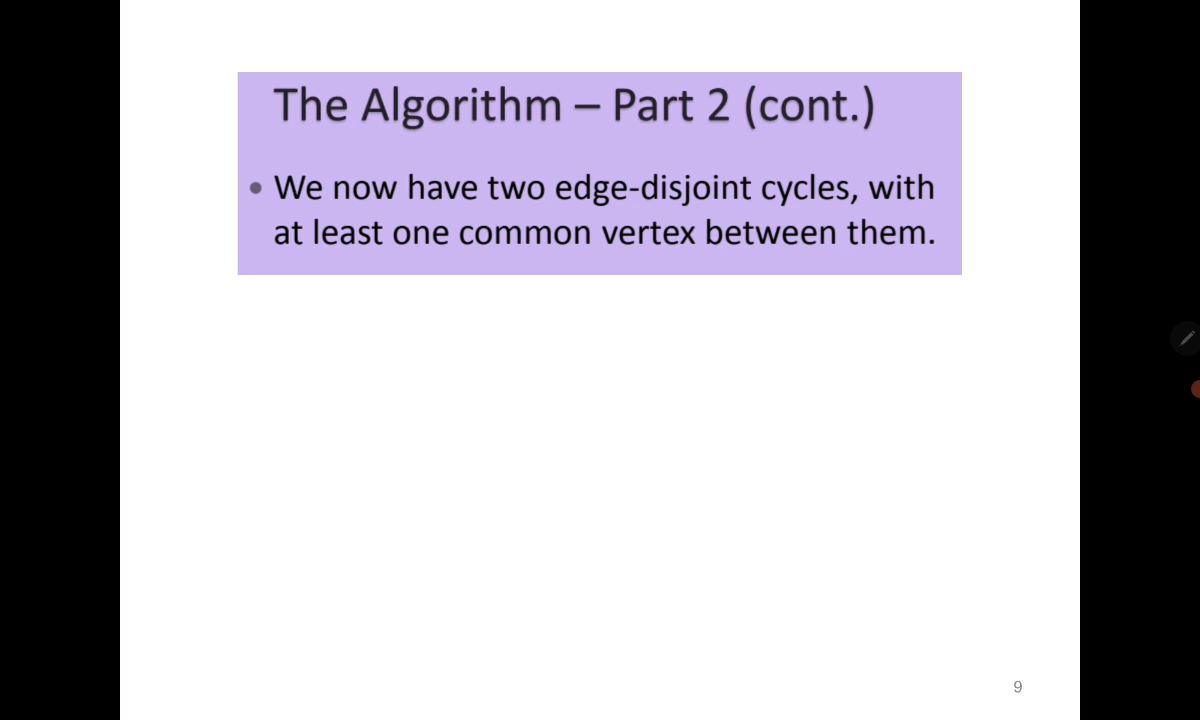 The Algorithm – Part 2 (cont.)
• We now have two edge-disjoint cycles, with
at least one common vertex between them.
9